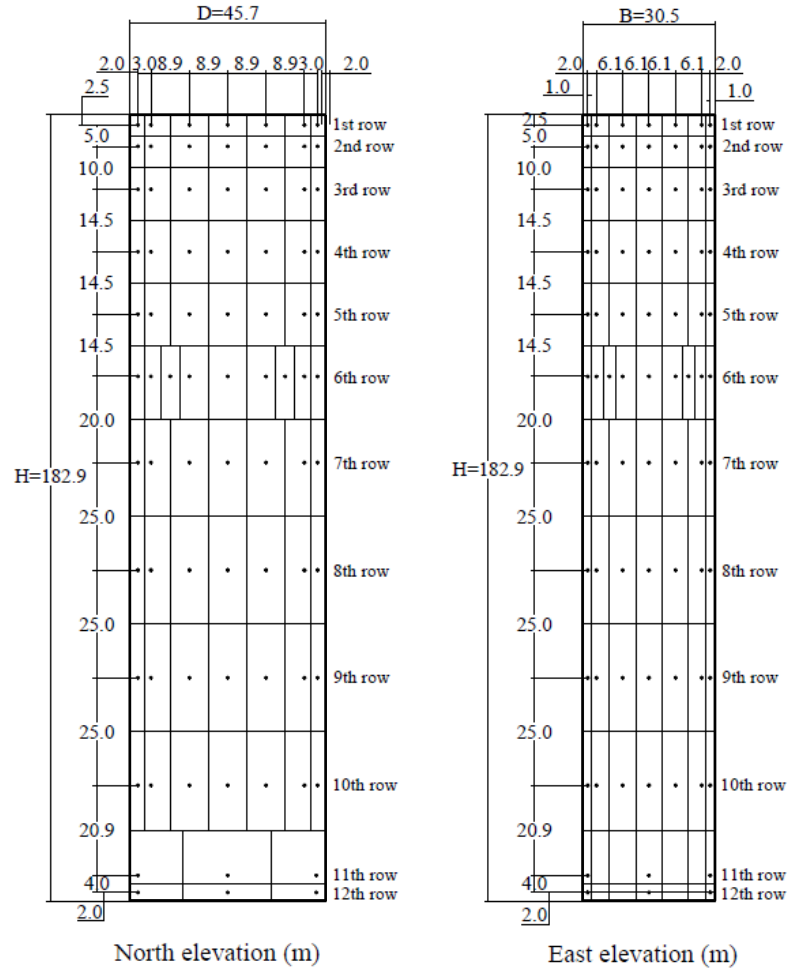 D=45.7
2.0 3.0 8.9 8.9 8.9 8.9 3.0 2.0
2.5
5.0
10.0
14.5
14.5
14.5
20.0
H=182.9
25.0
25.0
25.0
20.9
4.0
2.0
1st row
2nd row
3rd row
4th row
5th row
6th row
7th row
8th row
9th row
10th row
11th row
12th row
North elevation (m)
B=30.5
2.0 6.1 6.1 6.1 6.1 2.0
1.0 1.0
2.5
5.0
10.0
14.5
14.5
14.5
20.0
H=182.9
25.0
25.0
25.0
20.9
4.0
2.0
1st row
2nd row
3rd row
4th row
5th row
6th row
7th row
8th row
9th row
10th row
11th row
12th row
East elevation (m)